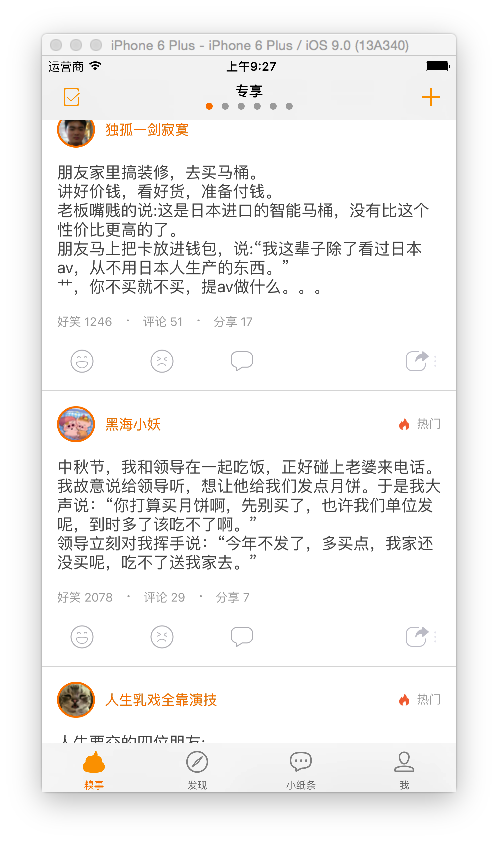 iPhone 6 Plus - iPhone 6 Plus / iOS 9.0 (13A340)
运营商 上午9:27
专享
独孤一剑寂寞
朋友家里搞装修，去买马桶。
讲好价钱，看好货，准备付钱。
老板嘴贱的说:这是日本进口的智能马桶，没有比这个
性价比更高的了。
朋友马上把卡放进钱包，说:“我这辈子除了看过日本
av，从不用日本人生产的东西。”
艹，你不买就不买，提av做什么。。。
好笑 1246 · 评论 51 · 分享 17
黑海小妖 热门
中秋节，我和领导在一起吃饭，正好碰上老婆来电话。
我故意说给领导听，想让他给我们发点月饼。于是我大
声说：“你打算买月饼啊，先别买了，也许我们单位发
呢，到时多了该吃不了啊。”
领导立刻对我挥手说：“今年不发了，多买点，我家还
没买呢，吃不了送我家去。”
好笑 2078 · 评论 29 · 分享 7
人生乳戏全靠演技 热门
人生要交的四位朋友:
糗事 发现 小纸条 我